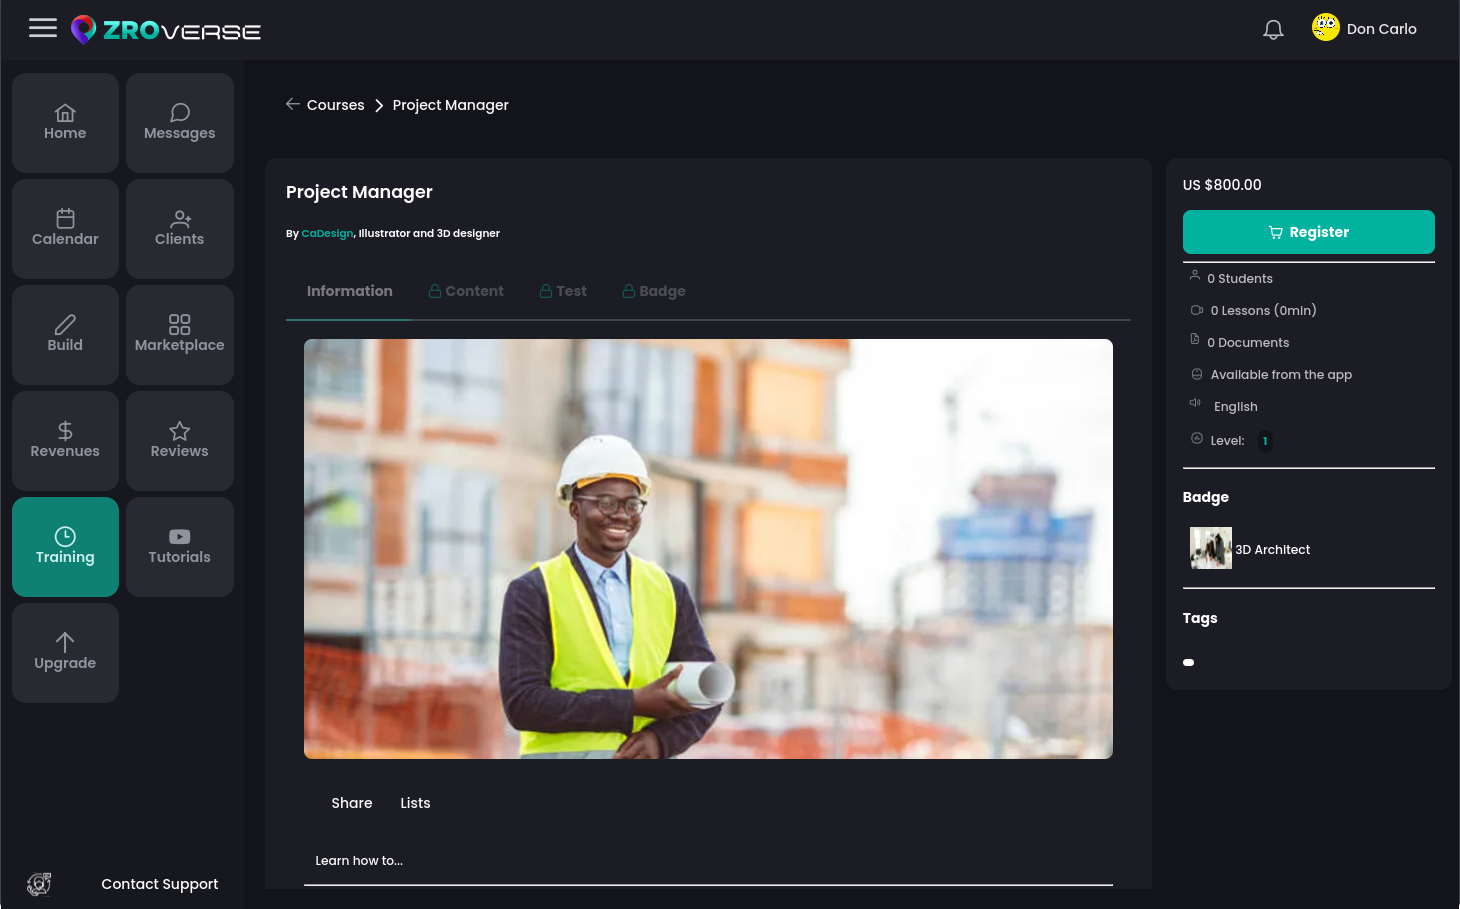 ZROVERSE
Don Carlo
Home
Messages
Calendar
Clients
Build
Marketplace
Revenues
Reviews
Training
Tutorials
Upgrade
Contact Support
Courses
Project Manager
Project Manager
By CaDesign, Illustrator and 3D designer
Information
Content
Test
Badge
Share
Lists
Learn how to...
US $800.00
Register
0 Students
0 Lessons (0min)
0 Documents
Available from the app
English
Level: 1
Badge
3D Architect
Tags